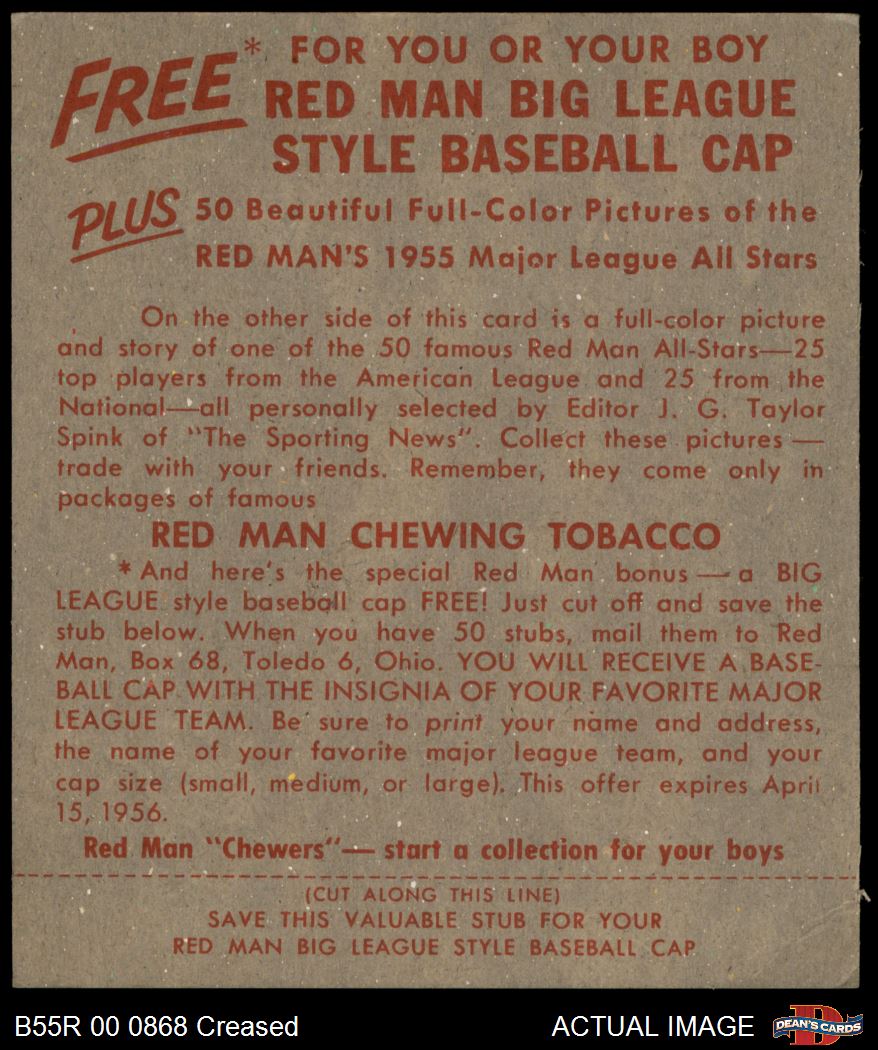 FREE* FOR YOU OR YOUR BOY
RED MAN BIG LEAGUE
STYLE BASEBALL CAP
PLUS 50 Beautiful Full-Color Pictures of the
RED MAN'S 1955 Major League All Stars
On the other side of this card is a full-color picture
and story of one of the 50 famous Red Man All-Stars—25
top players from the American League and 25 from the
National—all personally selected by Editor J. G. Taylor
Spink of "The Sporting News". Collect these pictures —
trade with your friends. Remember, they come only in
packages of famous
RED MAN CHEWING TOBACCO
*And here's the special Red Man bonus — a BIG
LEAGUE style baseball cap FREE! Just cut off and save the
stub below. When you have 50 stubs, mail them to Red
Man, Box 68, Toledo 6, Ohio. YOU WILL RECEIVE A BASE-
BALL CAP WITH THE INSIGNIA OF YOUR FAVORITE MAJOR
LEAGUE TEAM. Be sure to print your name and address,
the name of your favorite major league team, and your
cap size (small, medium, or large). This offer expires April
15, 1956.
Red Man "Chewers"— start a collection for your boys
(CUT ALONG THIS LINE)
SAVE THIS VALUABLE STUB FOR YOUR
RED MAN BIG LEAGUE STYLE BASEBALL CAP
B55R 00 0868 Creased ACTUAL IMAGE D DEAN'S CARDS